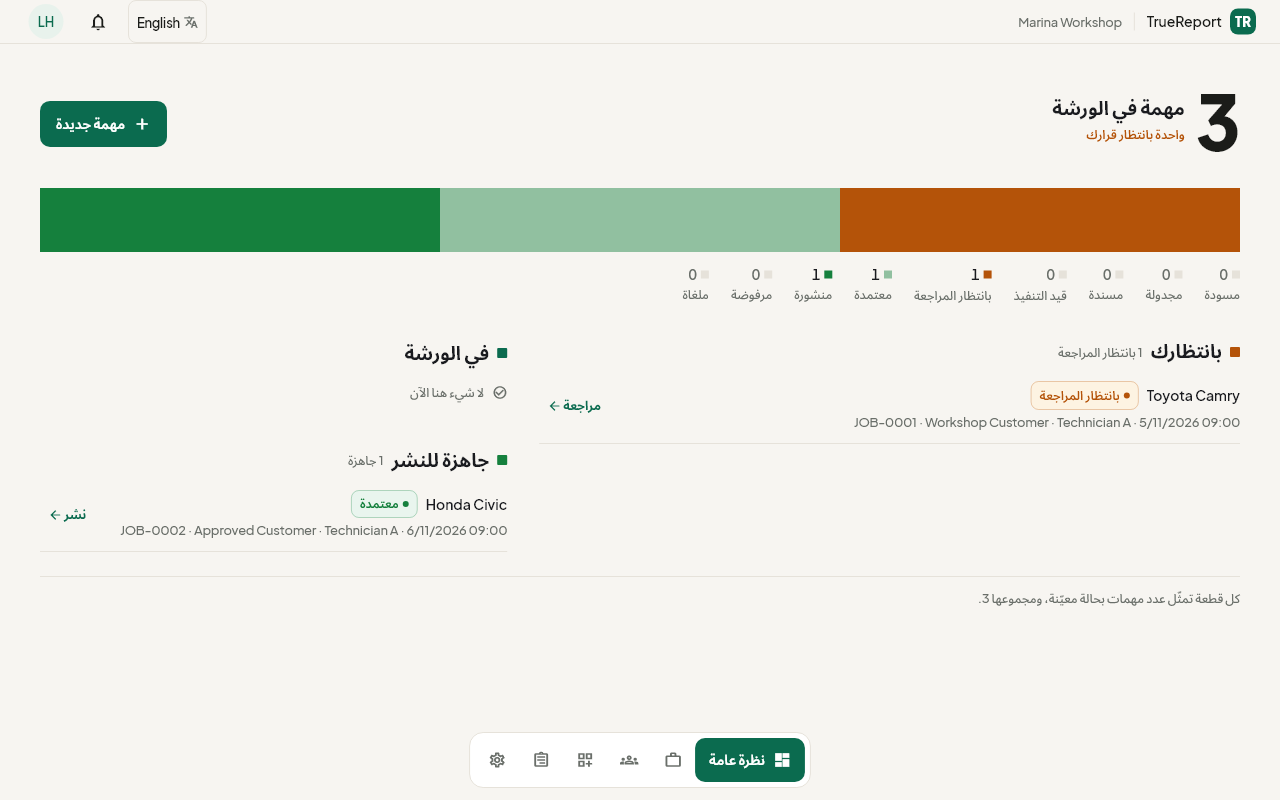 TR TrueReport Marina Workshop
English LH
3
مهمة في الورشة
واحدة بانتظار قرارك
مهمة جديدة
0 مسودة
0 مجدولة
0 مسندة
0 قيد التنفيذ
1 بانتظار المراجعة
1 معتمدة
1 منشورة
0 مرفوضة
0 ملغاة
بانتظارك 1 بانتظار المراجعة
Toyota Camry بانتظار المراجعة
JOB-0001 · Workshop Customer · Technician A · 5/11/2026 09:00
مراجعة ←
في الورشة
لا شيء هنا الآن
جاهزة للنشر 1 جاهزة
Honda Civic معتمدة
JOB-0002 · Approved Customer · Technician A · 6/11/2026 09:00
نشر ←
كل قطعة تمثّل عدد مهمات بحالة معيّنة، ومجموعها 3.
نظرة عامة